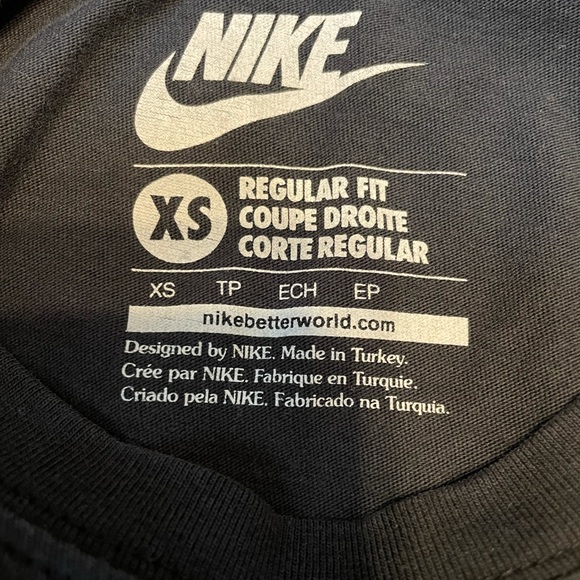 NIKE
XS
REGULAR FIT
COUPE DROITE
CORTE REGULAR
XS TP ECH EP
nikebetterworld.com
Designed by NIKE. Made in Turkey.
Crée par NIKE. Fabrique en Turquie.
Criado pela NIKE. Fabricado na Turquia.